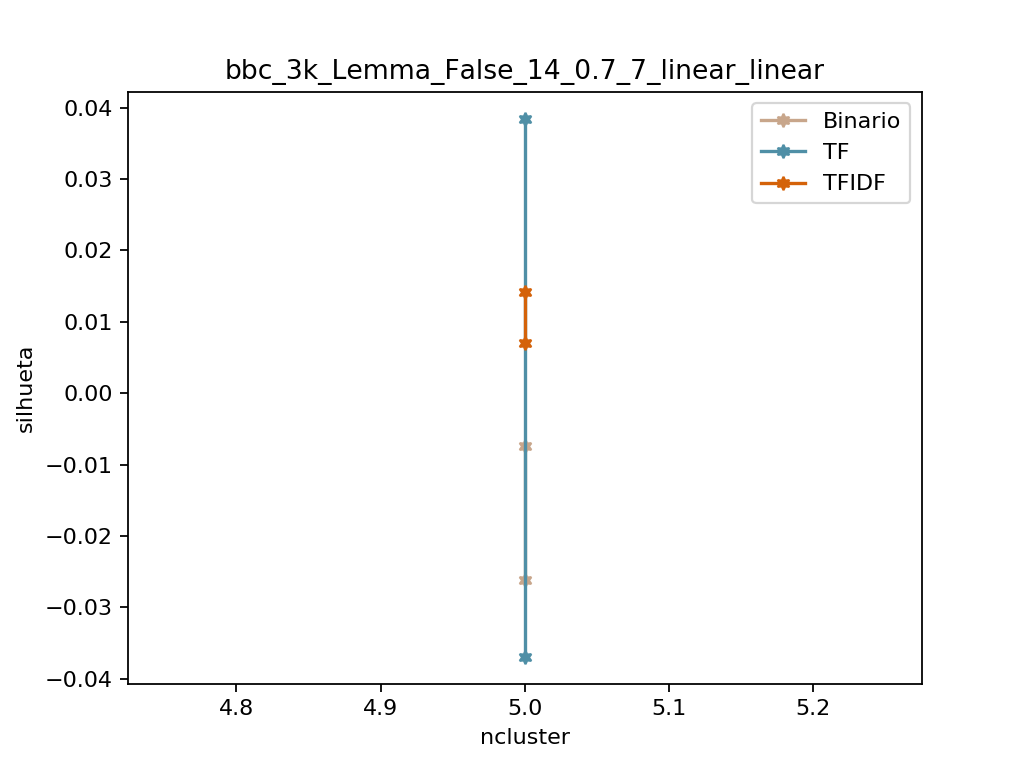 bbc_3k_Lemma_False_14_0.7_7_linear_linear
Binario
TF
TFIDF
silhueta
0.04
0.03
0.02
0.01
0.00
−0.01
−0.02
−0.03
−0.04
4.8 4.9 5.0 5.1 5.2
ncluster